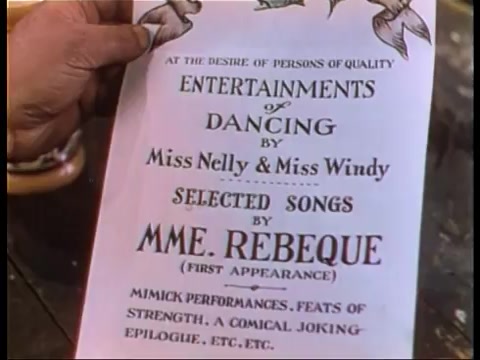 AT THE DESIRE OF PERSONS OF QUALITY
ENTERTAINMENTS
of
DANCING
BY
Miss Nelly & Miss Windy
SELECTED SONGS
BY
MME. REBEQUE
(FIRST APPEARANCE)
MIMICK PERFORMANCES. FEATS OF
STRENGTH. A COMICAL JOKING
EPILOGUE. ETC. ETC.